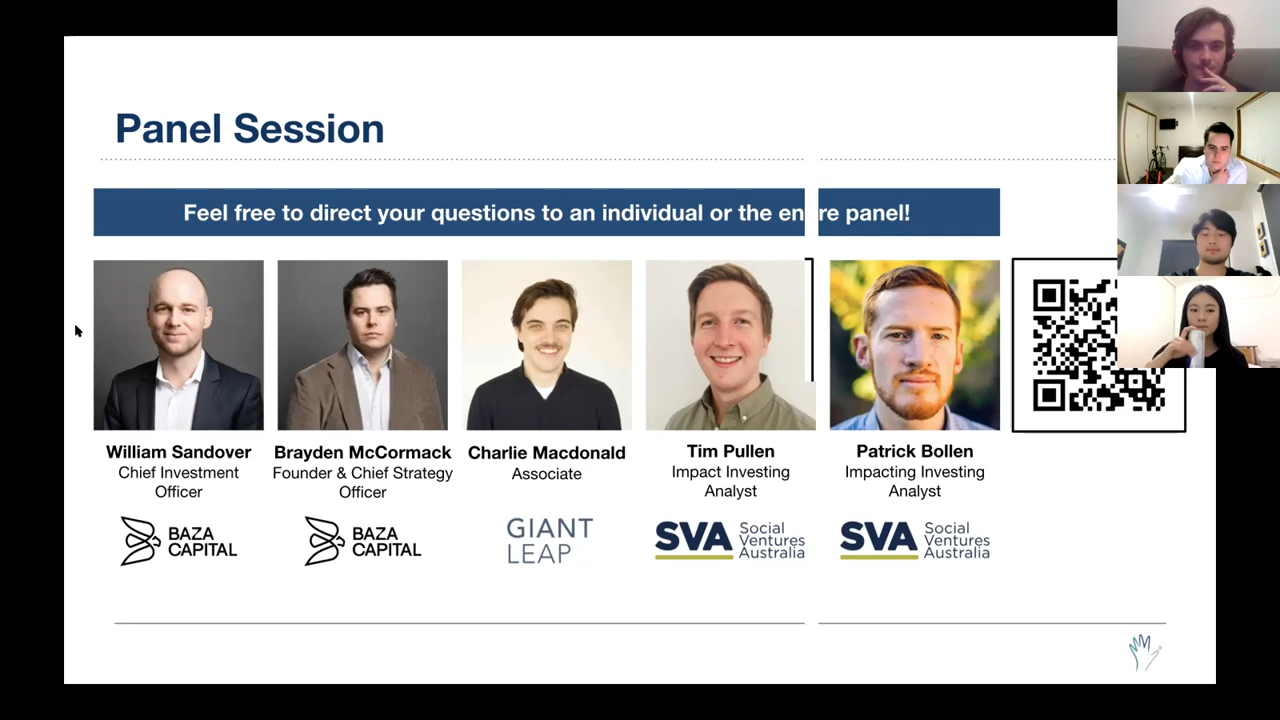 Panel Session
Feel free to direct your questions to an individual or the en re panel!
William Sandover
Chief Investment
Officer
BAZA
CAPITAL
Brayden McCormack
Founder & Chief Strategy
Officer
BAZA
CAPITAL
Charlie Macdonald
Associate
GIANT
LEAP
Tim Pullen
Impact Investing
Analyst
SVA
Social
Ventures
Australia
Patrick Bollen
Impacting Investing
Analyst
SVA
Social
Ventures
Australia